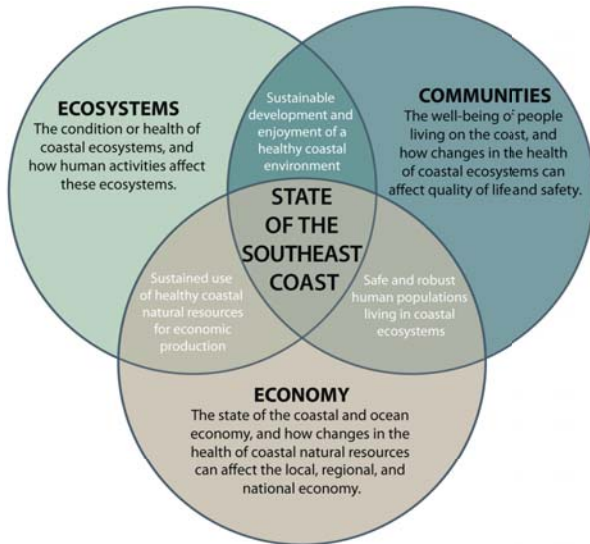 ECOSYSTEMS
The condition or health of
coastal ecosystems, and
how human activities affect
these ecosystems.
Sustainable
development and
enjoyment of a
healthy coastal
environment
COMMUNITIES
The well-being of people
living on the coast, and
how changes in the health
of coastal ecosystems can
affect quality of life and safety.
STATE
OF THE
SOUTHEAST
COAST
Sustained use
of healthy coastal
natural resources
for economic
production
Safe and robust
human populations
living in coastal
ecosystems
ECONOMY
The state of the coastal and ocean
economy, and how changes in the
health of coastal natural resources
can affect the local, regional, and
national economy.